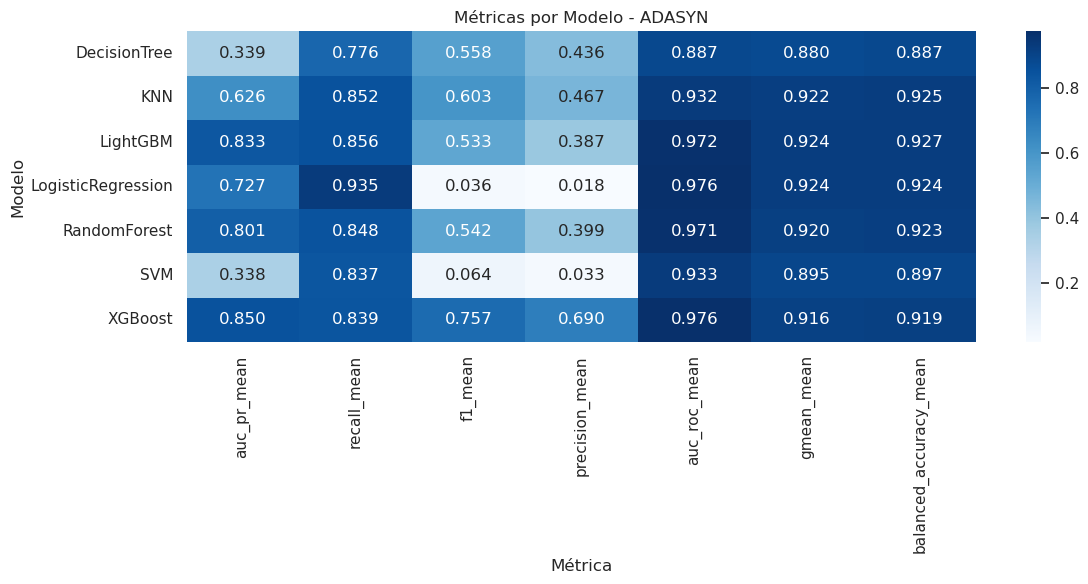 Métricas por Modelo - ADASYN
Modelo
DecisionTree 0.339 0.776 0.558 0.436 0.887 0.880 0.887
KNN 0.626 0.852 0.603 0.467 0.932 0.922 0.925
LightGBM 0.833 0.856 0.533 0.387 0.972 0.924 0.927
LogisticRegression 0.727 0.935 0.036 0.018 0.976 0.924 0.924
RandomForest 0.801 0.848 0.542 0.399 0.971 0.920 0.923
SVM 0.338 0.837 0.064 0.033 0.933 0.895 0.897
XGBoost 0.850 0.839 0.757 0.690 0.976 0.916 0.919
auc_pr_mean
recall_mean
f1_mean
precision_mean
auc_roc_mean
gmean_mean
balanced_accuracy_mean
Métrica
0.8
0.6
0.4
0.2